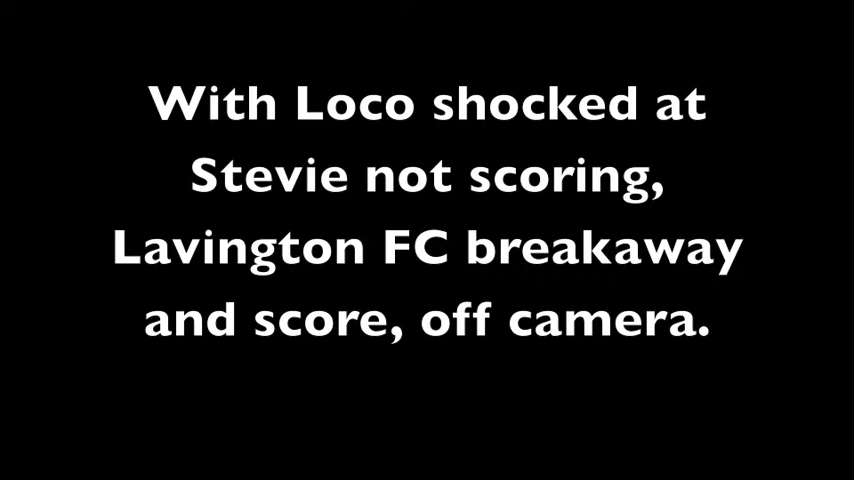 With Loco shocked at
Stevie not scoring,
Lavington FC breakaway
and score, off camera.